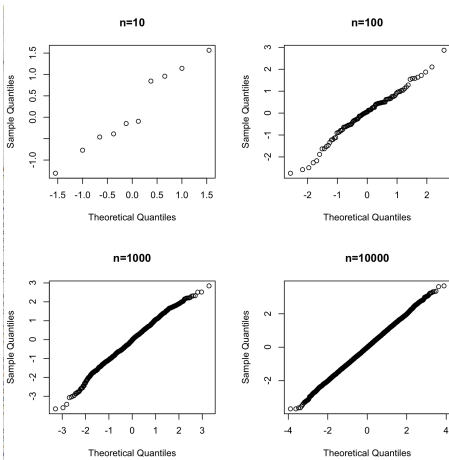 n=10
n=100
Sample Quantiles
-1.0 0.0 0.5 1.0 1.5
-1.5 -1.0 -0.5 0.0 0.5 1.0 1.5
Theoretical Quantiles
Sample Quantiles
-2 -1 0 1 2 3
-2 -1 0 1 2
Theoretical Quantiles
n=1000
n=10000
Sample Quantiles
-3 -2 -1 0 1 2 3
-3 -2 -1 0 1 2 3
Theoretical Quantiles
Sample Quantiles
-2 0 2
-4 -2 0 2 4
Theoretical Quantiles